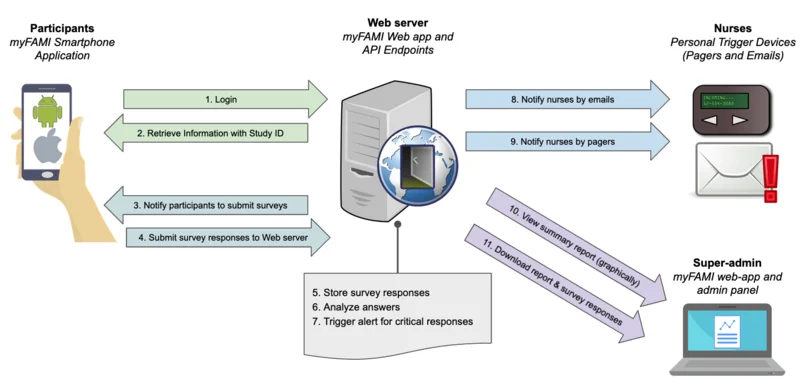 Participants
myFAMI Smartphone
Application
Web server
myFAMI Web app and
API Endpoints
Nurses
Personal Trigger Devices
(Pagers and Emails)
1. Login
2. Retrieve Information with Study ID
3. Notify participants to submit surveys
4. Submit survey responses to Web server
5. Store survey responses
6. Analyze answers
7. Trigger alert for critical responses
8. Notify nurses by emails
9. Notify nurses by pagers
10. View summary report (graphically)
11. Download report & survey responses
INCOMING...
Super-admin
myFAMI web-app and
admin panel